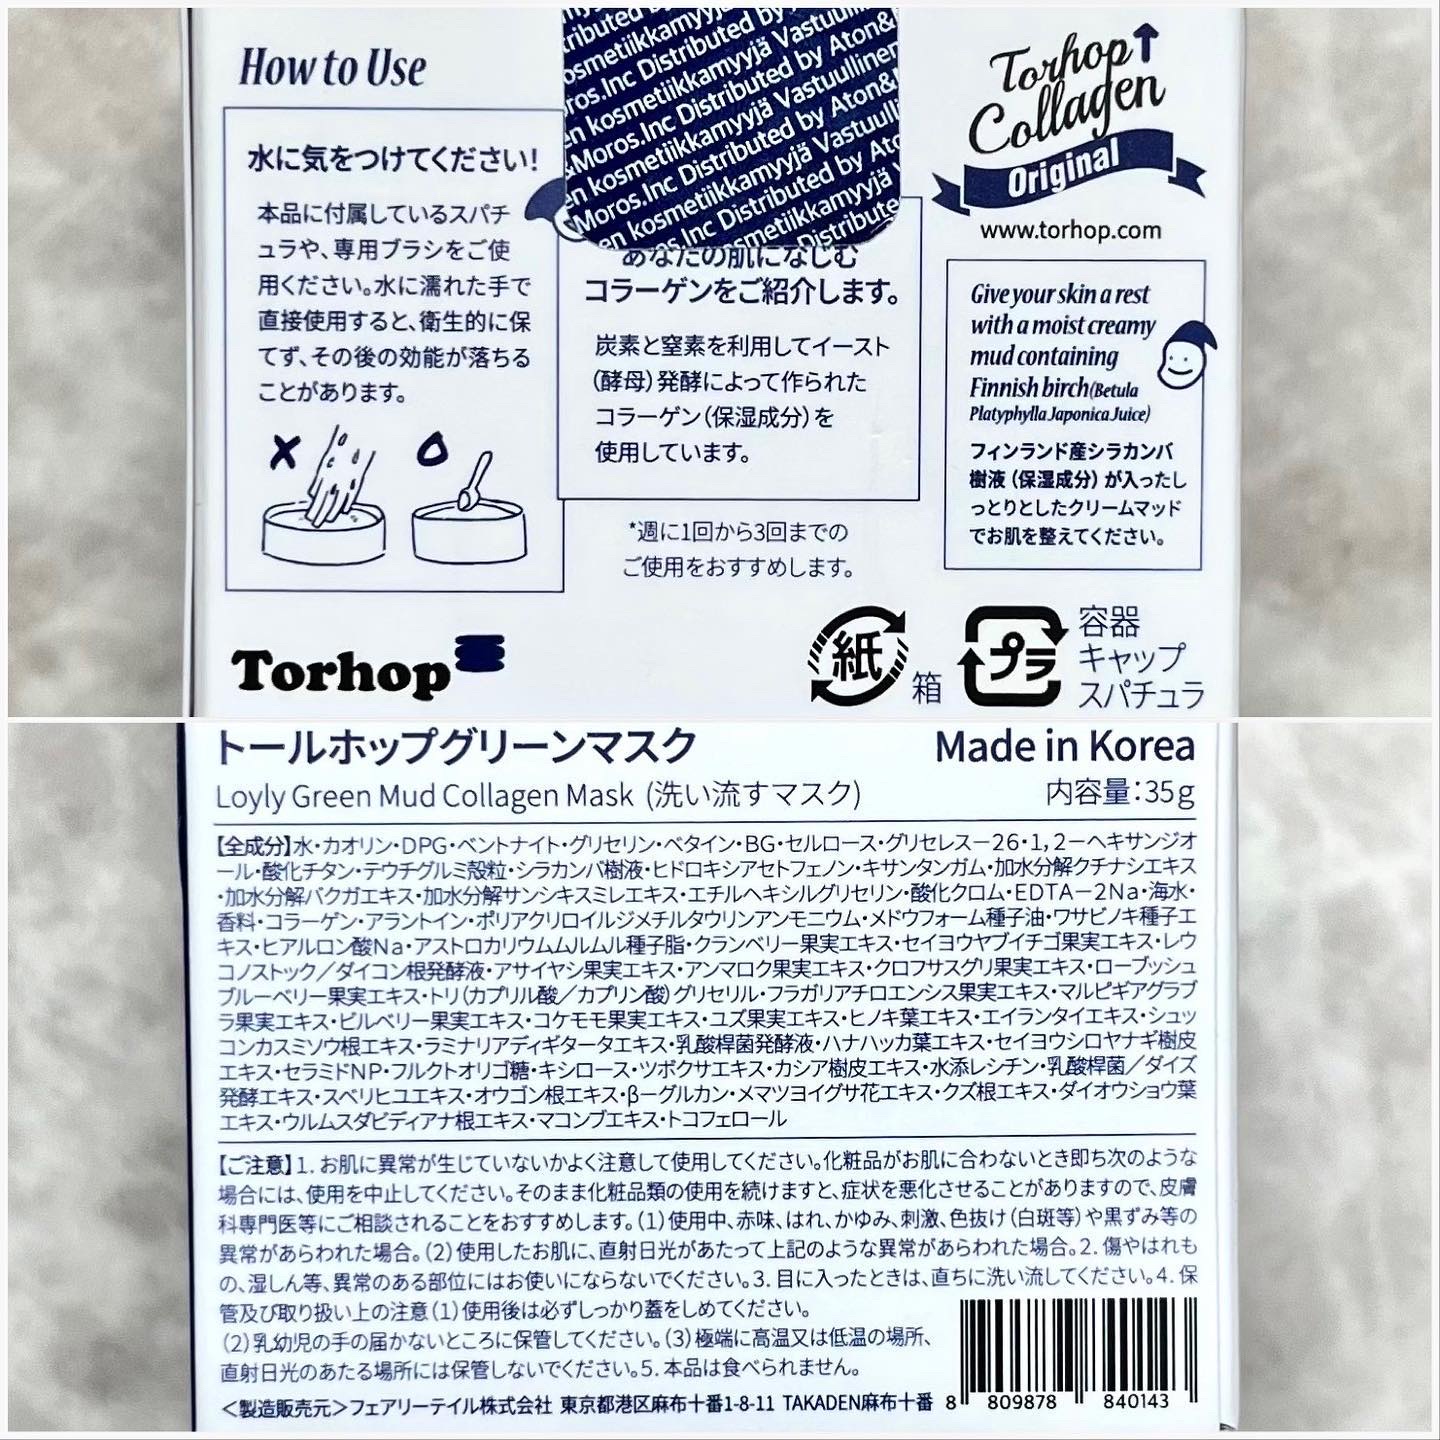 How to Use
水に気をつけてください!
本品に付属しているスパチ
ュラや、専用ブラシをご使
用ください。水に濡れた手で
直接使用すると、衛生的に保
てず、その後の効能が落ちる
ことがあります。
tributed by
osmetiikkamyyjä Vastuullinen
ros.Inc Distributed by Aton&
en kosmetiikkamyyjä Vastuullinen
&Moros.Inc Distributed by Aton&
en kosmetiikkamyyjä Vastuulli
Moros.Inc Distributed by Ato
en kosmetiikkamyyjä
s.Inc Distribute
あなたの肌になじむ
コラーゲンをご紹介します。
炭素と窒素を利用してイースト
(酵母)発酵によって作られた
コラーゲン(保湿成分)を
使用しています。
*週に1回から3回までの
ご使用をおすすめします。
Torhop
Collagen
Original
www.torhop.com
Give your skin a rest
with a moist creamy
mud containing
Finnish birch(Betula
Platyphylla Japonica Juice)
フィンランド産シラカンバ
樹液(保湿成分)が入ったし
っとりとしたクリームマッド
でお肌を整えてください。
Torhop
紙
箱
プラ
容器
キャップ
スパチュラ
トールホップグリーンマスク
Made in Korea
Loyly Green Mud Collagen Mask (洗い流すマスク)
内容量:35g
【全成分】水・カオリン・DPG・ベントナイト・グリセリン・ベタイン・BG・セルロース・グリセレス−26・1,2−ヘキサンジオ
ール・酸化チタン・テウチグルミ殻粒・シラカンバ樹液・ヒドロキシアセトフェノン・キサンタンガム・加水分解クチナシエキス
・加水分解バクガエキス・加水分解サンシキスミレエキス・エチルヘキシルグリセリン・酸化クロム・EDTA−2Na・海水・
香料・コラーゲン・アラントイン・ポリアクリロイルジメチルタウリンアンモニウム・メドウフォーム種子油・ワサビノキ種子エ
キス・ヒアルロン酸Na・アストロカリウムムルムル種子脂・クランベリー果実エキス・セイヨウヤブイチゴ果実エキス・レウ
コノストック／ダイコン根発酵液・アサイヤシ果実エキス・アンマロク果実エキス・クロフサスグリ果実エキス・ローブッシュ
ブルーベリー果実エキス・トリ(カプリル酸／カプリン酸)グリセリル・フラガリアチロエンシス果実エキス・マルピギアグラブ
ラ果実エキス・ビルベリー果実エキス・コケモモ果実エキス・ユズ果実エキス・ヒノキ葉エキス・エイランタイエキス・シュッ
コンカスミソウ根エキス・ラミナリアディギタータエキス・乳酸桿菌発酵液・ハナハッカ葉エキス・セイヨウシロヤナギ樹皮
エキス・セラミドNP・フルクトオリゴ糖・キシロース・ツボクサエキス・カシア樹皮エキス・水添レシチン・乳酸桿菌／ダイズ
発酵エキス・スベリヒユエキス・オウゴン根エキス・β−グルカン・メマツヨイグサ花エキス・クズ根エキス・ダイオウショウ葉
エキス・ウルムスダビディアナ根エキス・マコンブエキス・トコフェロール
【ご注意】1. お肌に異常が生じていないかよく注意して使用してください。化粧品がお肌に合わないとき即ち次のような
場合には、使用を中止してください。そのまま化粧品類の使用を続けますと、症状を悪化させることがありますので、皮膚
科専門医等にご相談されることをおすすめします。(1)使用中、赤味、はれ、かゆみ、刺激、色抜け(白斑等)や黒ずみ等の
異常があらわれた場合。(2)使用したお肌に、直射日光があたって上記のような異常があらわれた場合。2. 傷やはれも
の、湿しん等、異常のある部位にはお使いにならないでください。3. 目に入ったときは、直ちに洗い流してください。4. 保
管及び取り扱い上の注意(1)使用後は必ずしっかり蓋をしめてください。
(2)乳幼児の手の届かないところに保管してください。(3)極端に高温又は低温の場所、
直射日光のあたる場所には保管しないでください。5. 本品は食べられません。
＜製造販売元＞フェアリーテイル株式会社 東京都港区麻布十番1-8-11 TAKADEN麻布十番
8 809878 840143